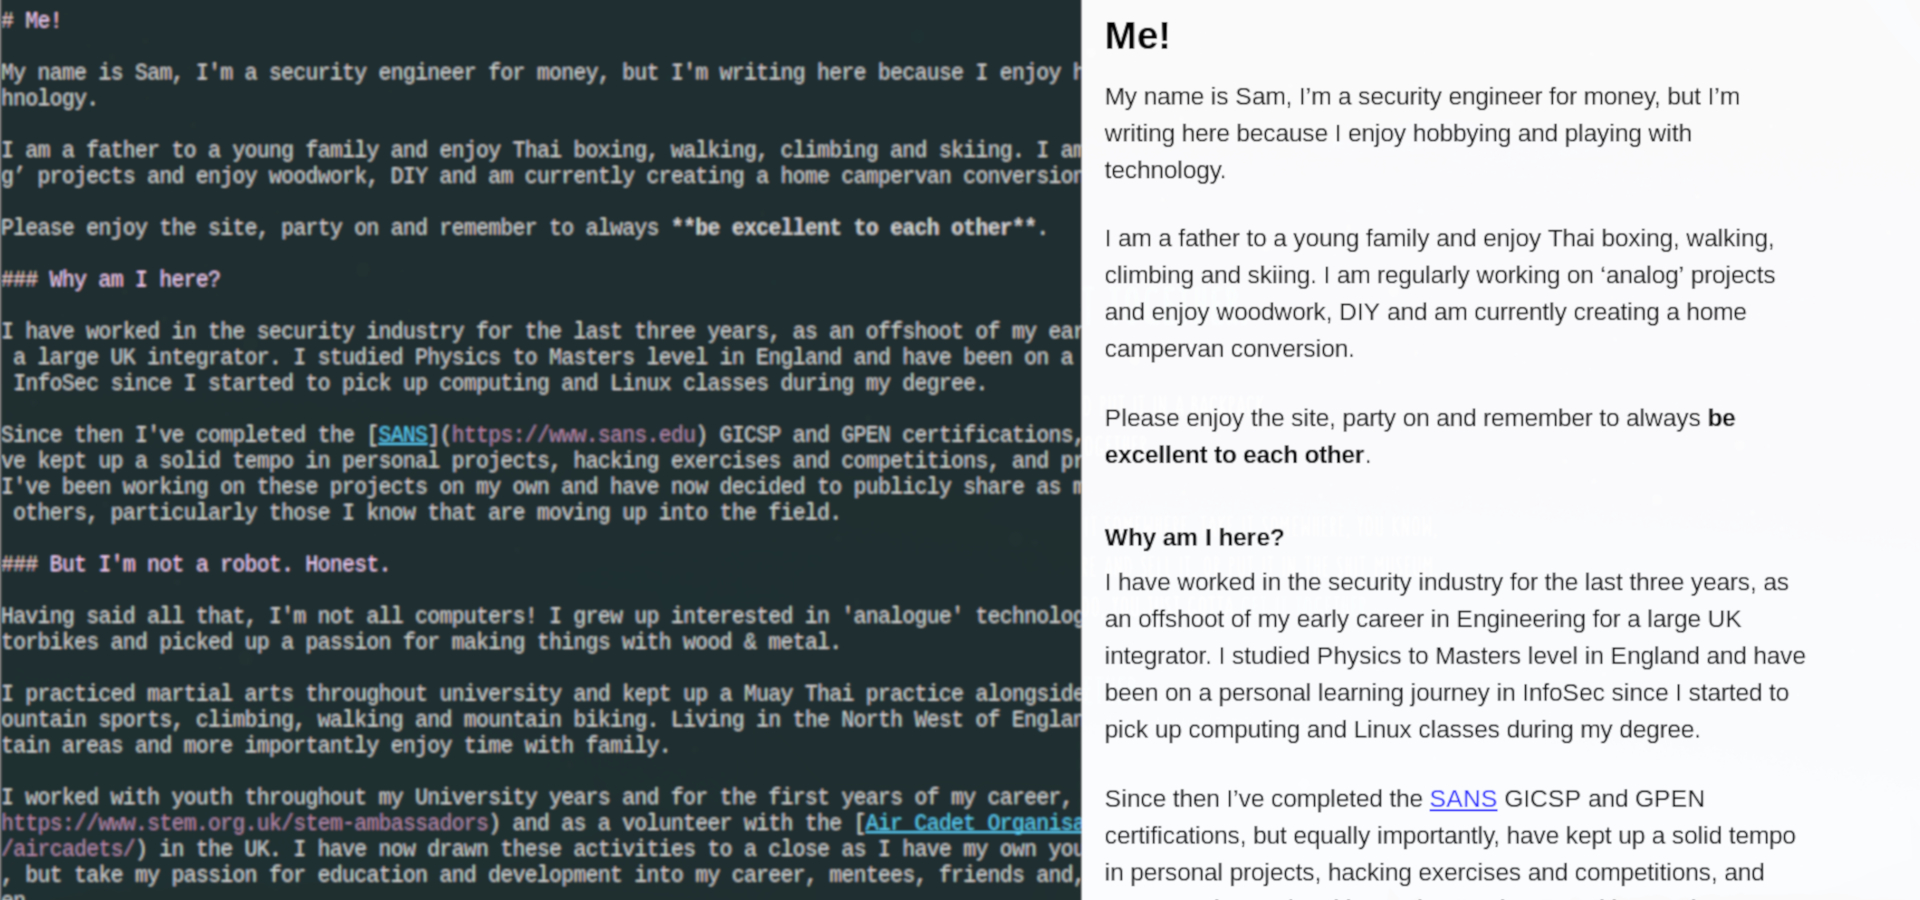 # Me!
My name is Sam, I'm a security engineer for money, but I'm writing here because I enjoy
hnology.
I am a father to a young family and enjoy Thai boxing, walking, climbing and skiing. I am
g’ projects and enjoy woodwork, DIY and am currently creating a home campervan conversion
Please enjoy the site, party on and remember to always **be excellent to each other**.
### Why am I here?
I have worked in the security industry for the last three years, as an offshoot of my ear
a large UK integrator. I studied Physics to Masters level in England and have been on a
InfoSec since I started to pick up computing and Linux classes during my degree.
Since then I've completed the [SANS](https://www.sans.edu) GICSP and GPEN certifications,
ve kept up a solid tempo in personal projects, hacking exercises and competitions, and pr
I've been working on these projects on my own and have now decided to publicly share as m
others, particularly those I know that are moving up into the field.
### But I'm not a robot. Honest.
Having said all that, I'm not all computers! I grew up interested in 'analogue' technolog
torbikes and picked up a passion for making things with wood & metal.
I practiced martial arts throughout university and kept up a Muay Thai practice alongside
ountain sports, climbing, walking and mountain biking. Living in the North West of Englan
tain areas and more importantly enjoy time with family.
I worked with youth throughout my University years and for the first years of my career,
https://www.stem.org.uk/stem-ambassadors) and as a volunteer with the [Air Cadet Organisa
/aircadets/) in the UK. I have now drawn these activities to a close as I have my own you
, but take my passion for education and development into my career, mentees, friends and,
Me!
My name is Sam, I’m a security engineer for money, but I’m
writing here because I enjoy hobbying and playing with
technology.
I am a father to a young family and enjoy Thai boxing, walking,
climbing and skiing. I am regularly working on ‘analog’ projects
and enjoy woodwork, DIY and am currently creating a home
campervan conversion.
Please enjoy the site, party on and remember to always be
excellent to each other.
Why am I here?
I have worked in the security industry for the last three years, as
an offshoot of my early career in Engineering for a large UK
integrator. I studied Physics to Masters level in England and have
been on a personal learning journey in InfoSec since I started to
pick up computing and Linux classes during my degree.
Since then I’ve completed the SANS GICSP and GPEN
certifications, but equally importantly, have kept up a solid tempo
in personal projects, hacking exercises and competitions, and